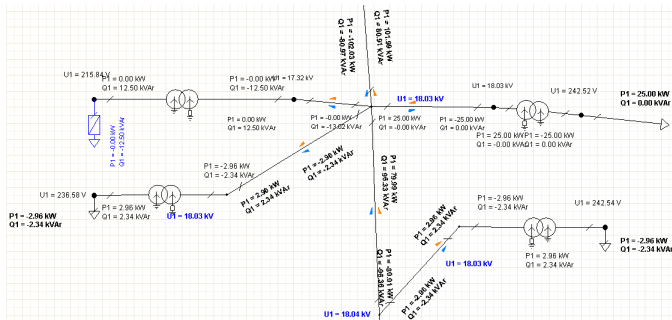 P1 = -102.03 kW
Q1 = -80.97 kVAr
P1 = 101.99 kW
Q1 = 80.91 kVAr
U1 = 215.84 V
P1 = 0.00 kW
Q1 = 12.50 kVAr
P1 = -0.00 kW
Q1 = -12.50 kVAr
U1 = 17.32 kV
U1 = 18.03 kV
U1 = 18.03 kV
U1 = 242.52 V
P1 = 25.00 kW
Q1 = 0.00 kVAr
P1 = -0.00 kW
Q1 = -12.50 kVAr
P1 = 0.00 kW
Q1 = 12.50 kVAr
P1 = -0.00 kW
Q1 = -13.02 kVAr
P1 = 25.00 kW
Q1 = -0.00 kVAr
P1 = -25.00 kW
Q1 = 0.00 kVAr
P1 = 25.00 kW
Q1 = -0.00 kVAr
P1 = -25.00 kW
Q1 = 0.00 kVAr
P1 = -2.96 kW
Q1 = -2.34 kVAr
P1 = -2.96 kW
Q1 = -2.34 kVAr
P1 = 2.96 kW
Q1 = 2.34 kVAr
U1 = 236.58 V
P1 = -2.96 kW
Q1 = -2.34 kVAr
P1 = 2.96 kW
Q1 = 2.34 kVAr
U1 = 18.03 kV
P1 = 79.99 kW
Q1 = 96.33 kVAr
P1 = -2.96 kW
Q1 = -2.34 kVAr
U1 = 242.54 V
P1 = 2.96 kW
Q1 = 2.34 kVAr
P1 = -2.96 kW
Q1 = -2.34 kVAr
P1 = 2.96 kW
Q1 = 2.34 kVAr
U1 = 18.03 kV
Q1 = -96.36 kVAr
P1 = -2.96 kW
Q1 = -2.34 kVAr
U1 = 18.04 kV